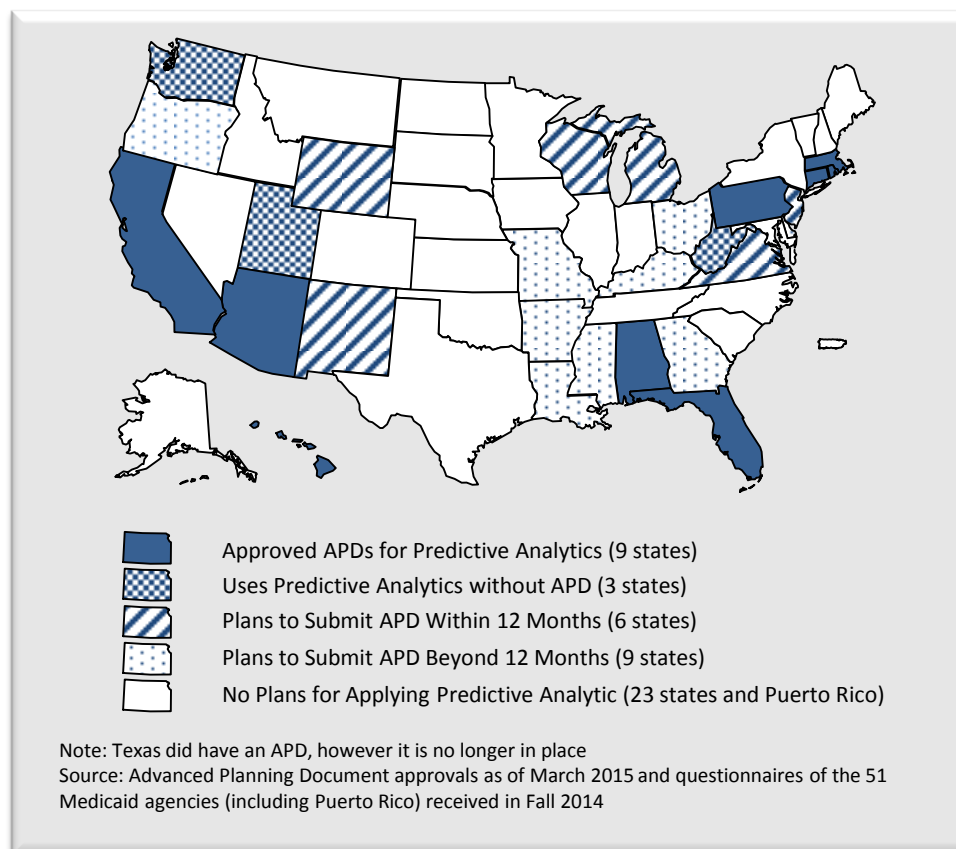 Approved APDs for Predictive Analytics (9 states)
Uses Predictive Analytics without APD (3 states)
Plans to Submit APD Within 12 Months (6 states)
Plans to Submit APD Beyond 12 Months (9 states)
No Plans for Applying Predictive Analytic (23 states and Puerto Rico)
Note: Texas did have an APD, however it is no longer in place
Source: Advanced Planning Document approvals as of March 2015 and questionnaires of the 51
Medicaid agencies (including Puerto Rico) received in Fall 2014